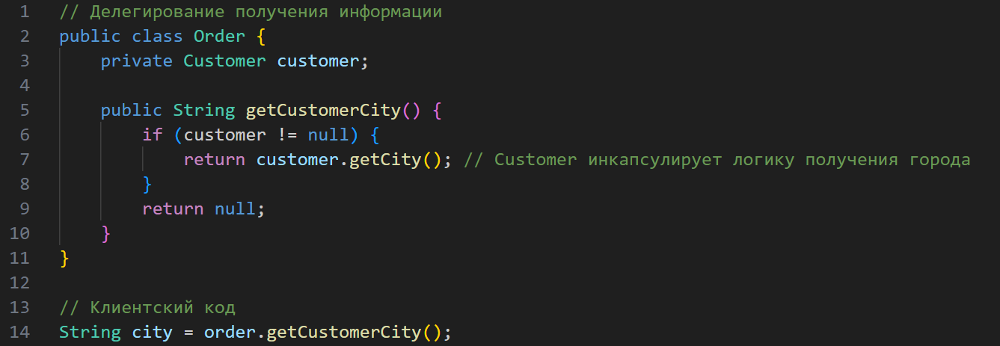 1 // Делегирование получения информации
2 public class Order {
3     private Customer customer;
4
5     public String getCustomerCity() {
6         if (customer != null) {
7             return customer.getCity(); // Customer инкапсулирует логику получения города
8         }
9         return null;
10     }
11 }
12
13 // Клиентский код
14 String city = order.getCustomerCity();